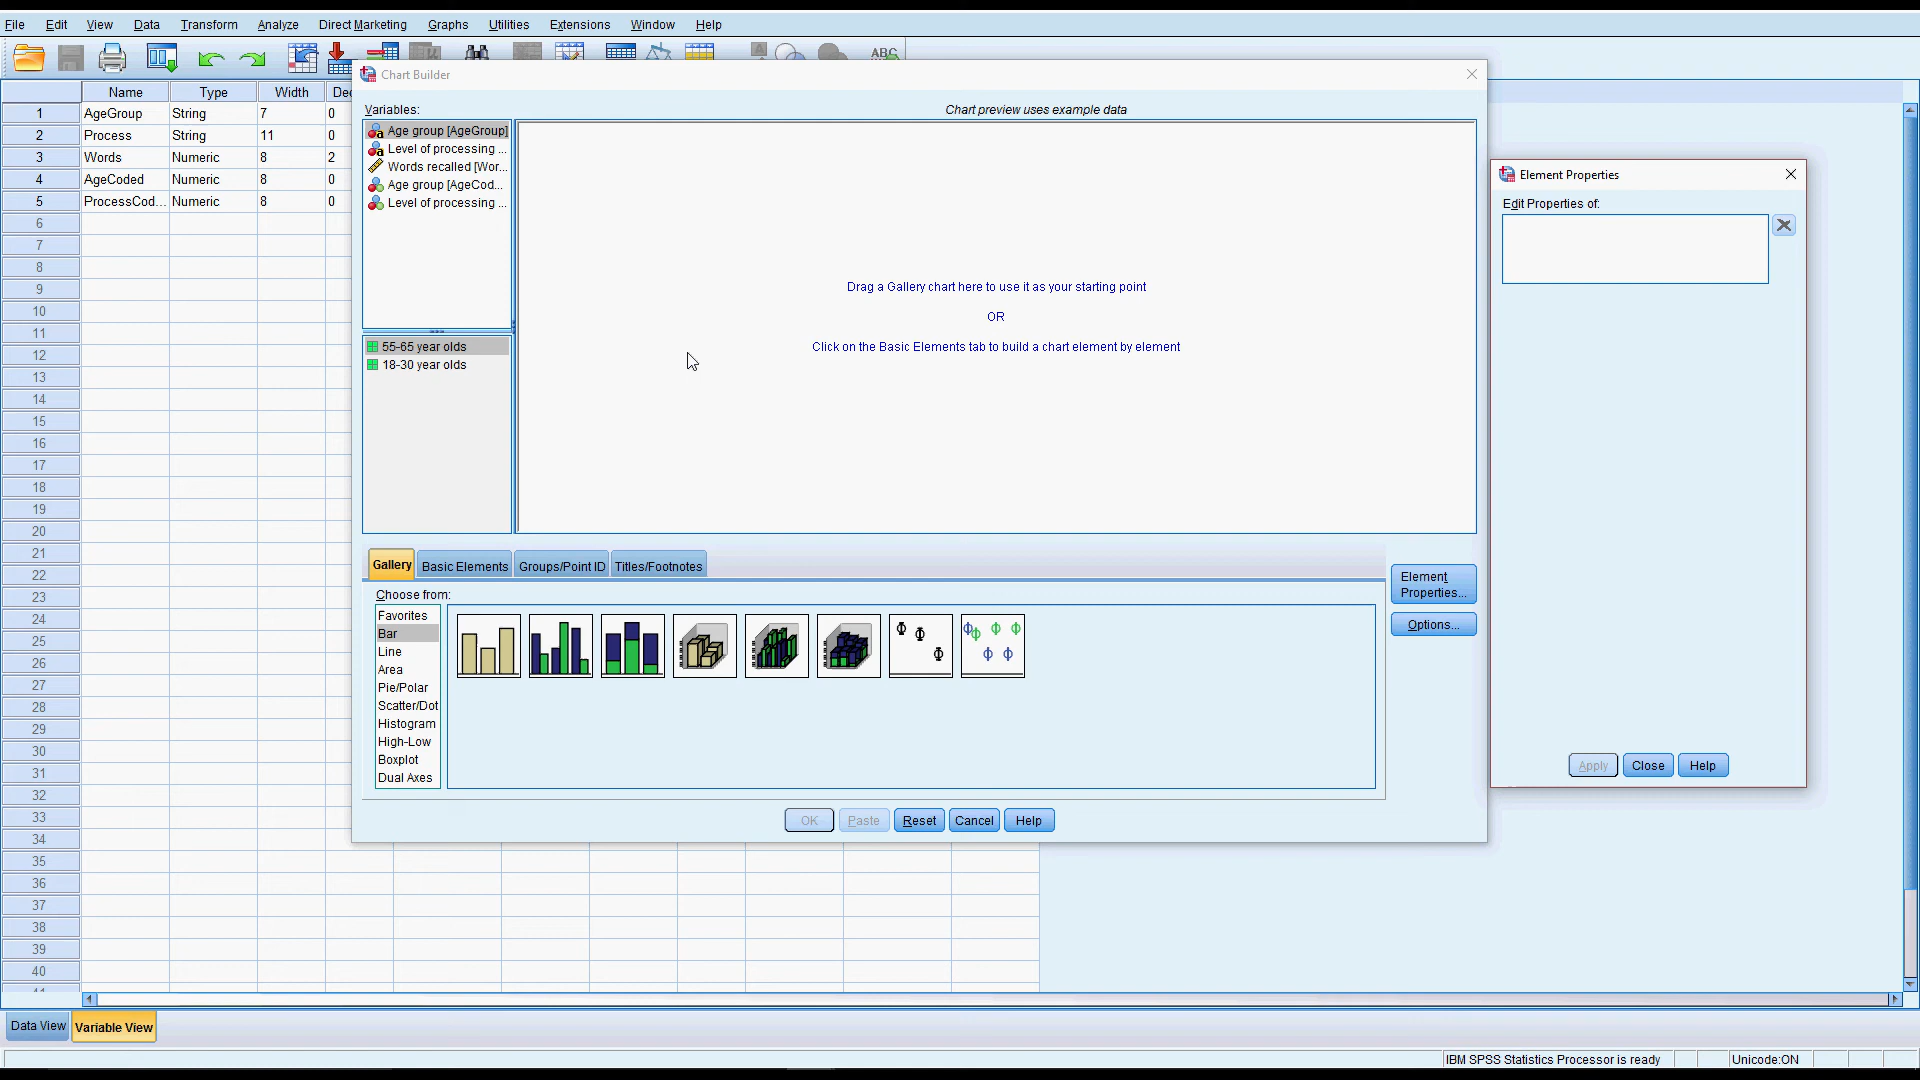 File Edit View Data Transform Analyze Direct Marketing Graphs Utilities Extensions Window Help
ABC
Chart Builder
Name Type Width Dec
1 AgeGroup String 7 0
2 Process String 11 0
3 Words Numeric 8 2
4 AgeCoded Numeric 8 0
5 ProcessCod... Numeric 8 0
6
7
8
9
10
11
12
13
14
15
16
17
18
19
20
21
22
23
24
25
26
27
28
29
30
31
32
33
34
35
36
37
38
39
40
Variables:
Chart preview uses example data
Age group [AgeGroup]
Level of processing ...
Words recalled [Wor...
Age group [AgeCod...
Level of processing ...
55-65 year olds
18-30 year olds
Drag a Gallery chart here to use it as your starting point
OR
Click on the Basic Elements tab to build a chart element by element
Gallery Basic Elements Groups/Point ID Titles/Footnotes
Choose from:
Favorites
Bar
Line
Area
Pie/Polar
Scatter/Dot
Histogram
High-Low
Boxplot
Dual Axes
Element
Properties...
Options...
OK Paste Reset Cancel Help
Element Properties
Edit Properties of:
Apply Close Help
Data View Variable View
IBM SPSS Statistics Processor is ready Unicode:ON